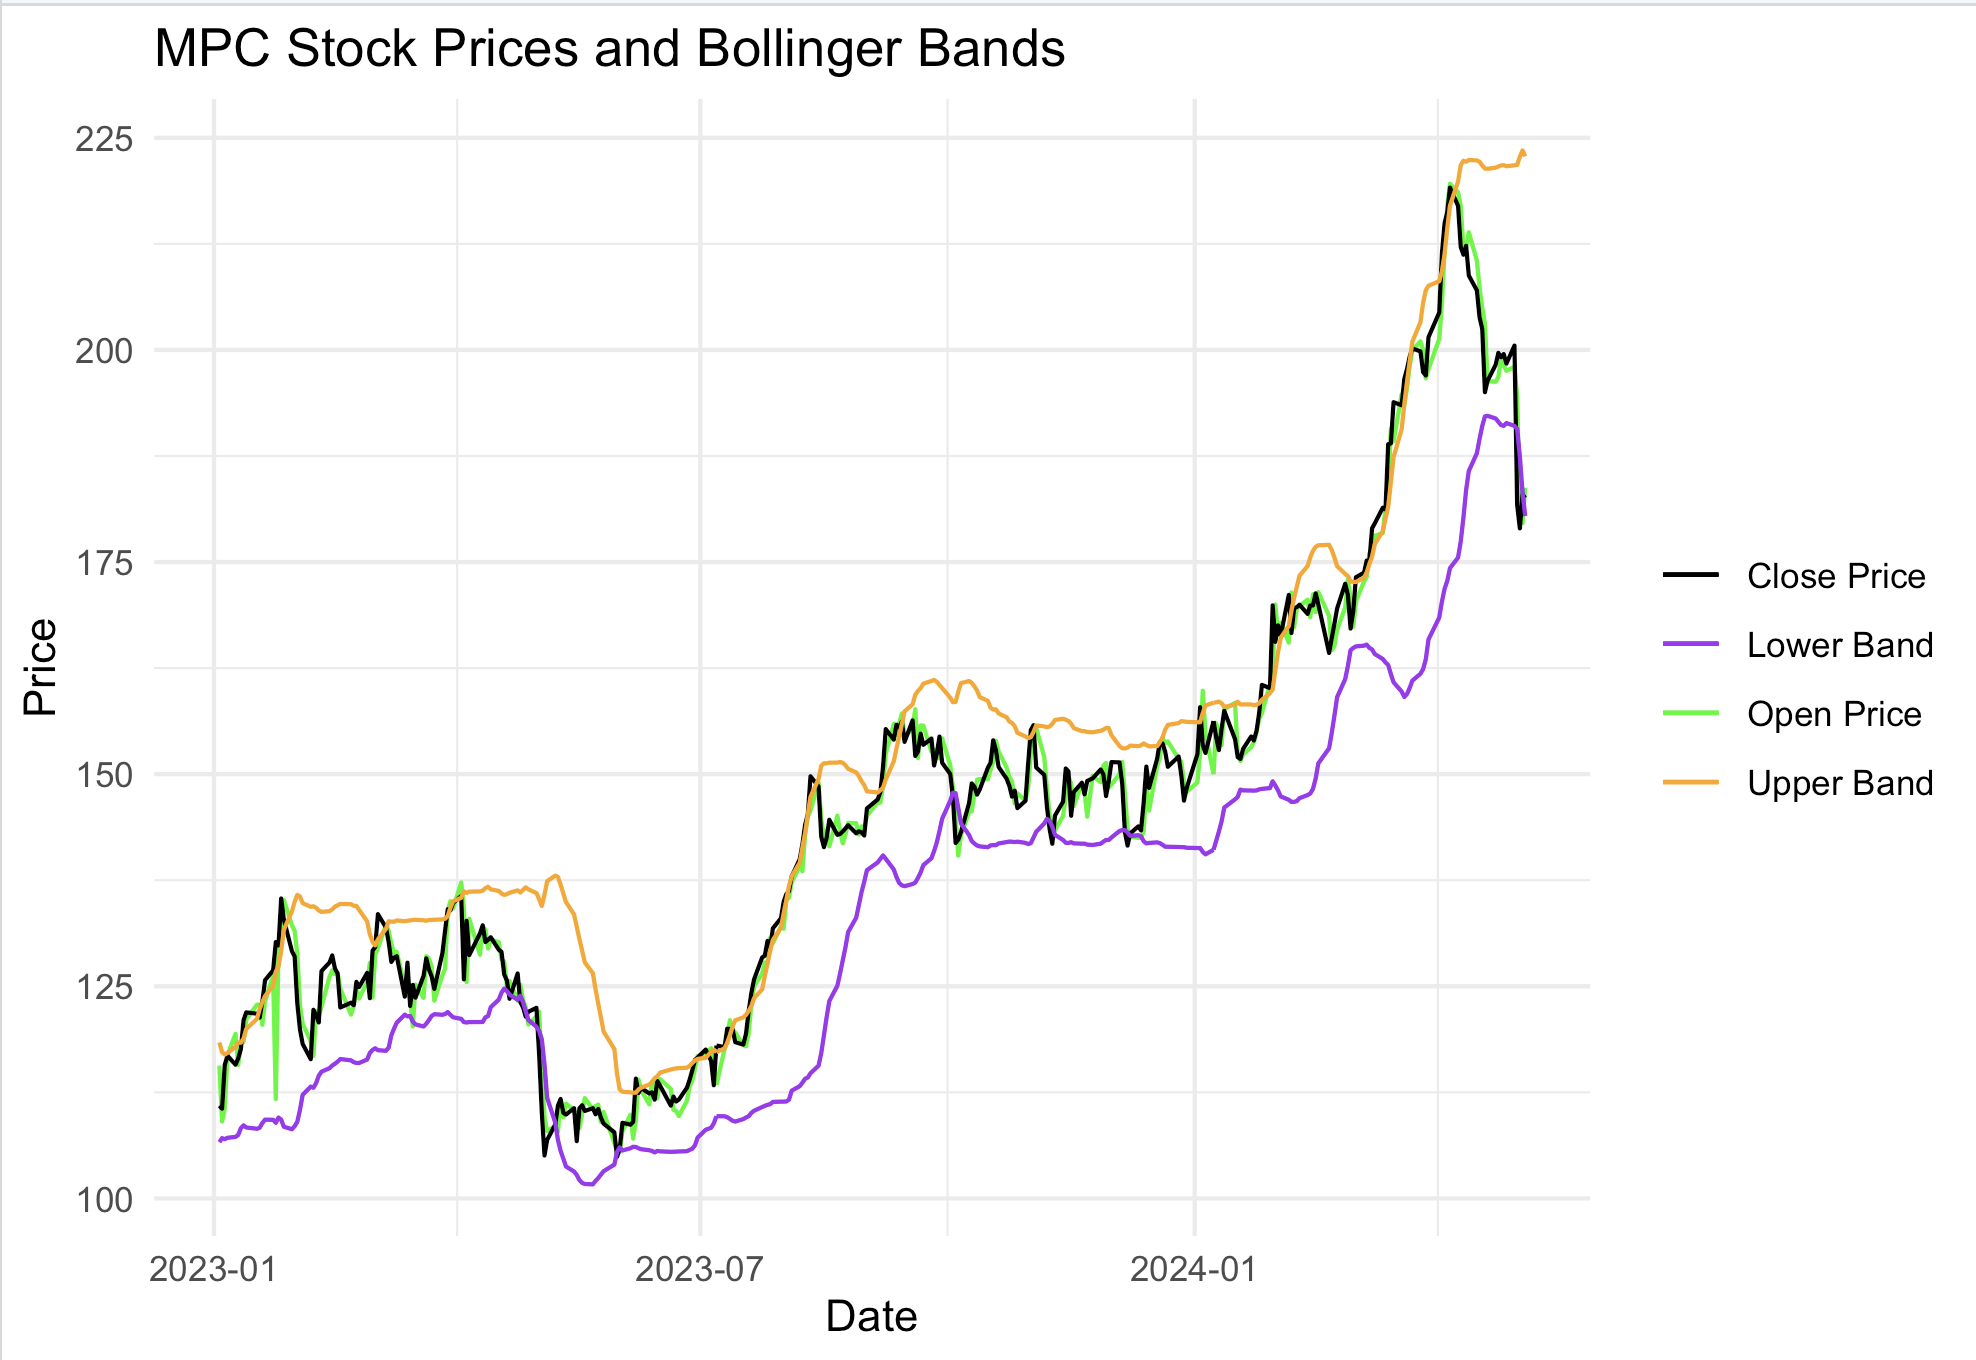 MPC Stock Prices and Bollinger Bands
225
200
175
150
125
100
Price
2023-01
2023-07
2024-01
Date
Close Price
Lower Band
Open Price
Upper Band